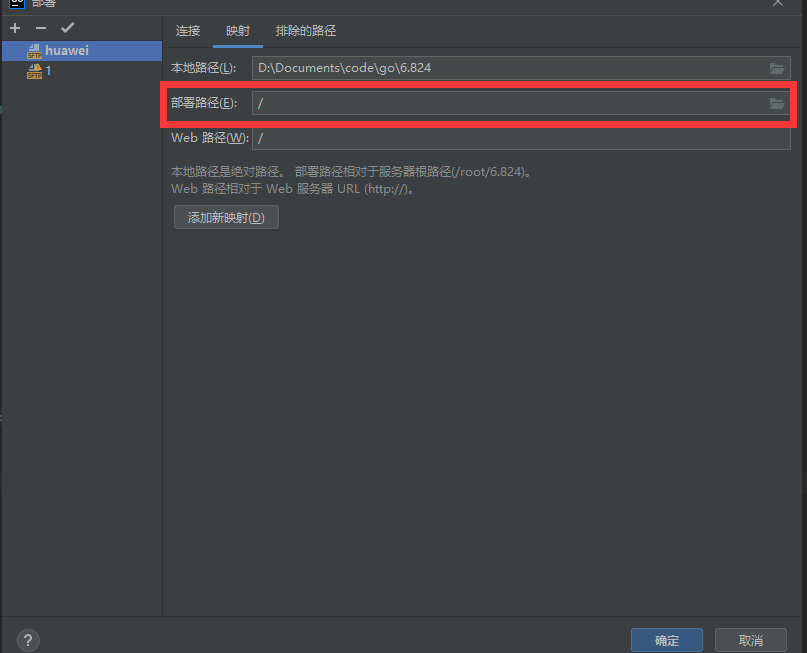 部署
huawei
1
连接 映射 排除的路径
本地路径(L): D:\Documents\code\go\6.824
部署路径(E): /
Web 路径(W): /
本地路径是绝对路径。 部署路径相对于服务器根路径(/root/6.824)。
Web 路径相对于 Web 服务器 URL (http://)。
添加新映射(D)
? 确定 取消